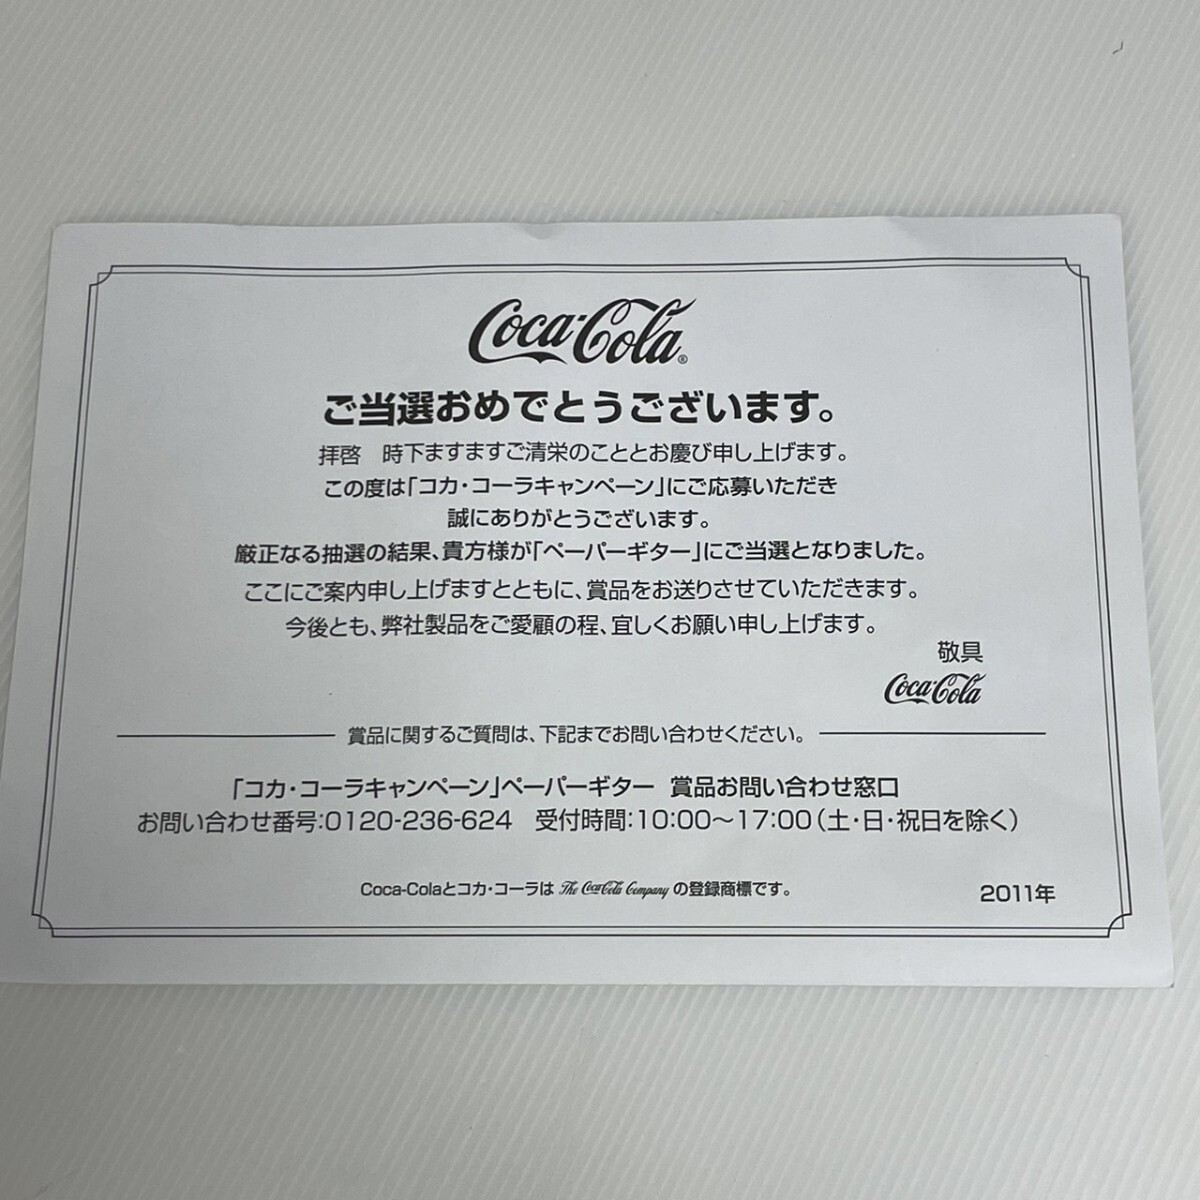 Coca-Cola®
ご当選おめでとうございます。
拝啓　時下ますますご清栄のこととお慶び申し上げます。
この度は「コカ・コーラキャンペーン」にご応募いただき
誠にありがとうございます。
厳正なる抽選の結果、貴方様が「ペーパーギター」にご当選となりました。
ここにご案内申し上げますとともに、賞品をお送りさせていただきます。
今後とも、弊社製品をご愛顧の程、宜しくお願い申し上げます。
敬具
Coca-Cola
賞品に関するご質問は、下記までお問い合わせください。
「コカ・コーラキャンペーン」ペーパーギター　賞品お問い合わせ窓口
お問い合わせ番号:0120-236-624　受付時間:10:00〜17:00（土・日・祝日を除く）
Coca-Colaとコカ・コーラは The Coca-Cola Company の登録商標です。
2011年